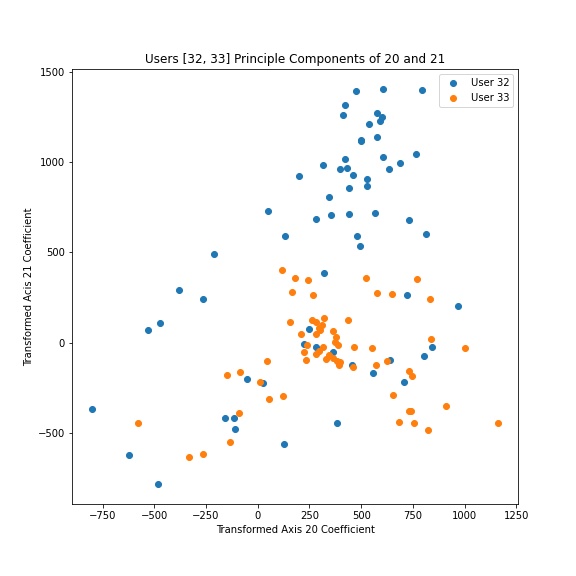 Users [32, 33] Principle Components of 20 and 21
User 32
User 33
Transformed Acis 21 Coefficient
1500
1000
500
0
−500
−750
−500
−250
0
250
500
750
1000
1250
Transformed Axis 20 Coefficient